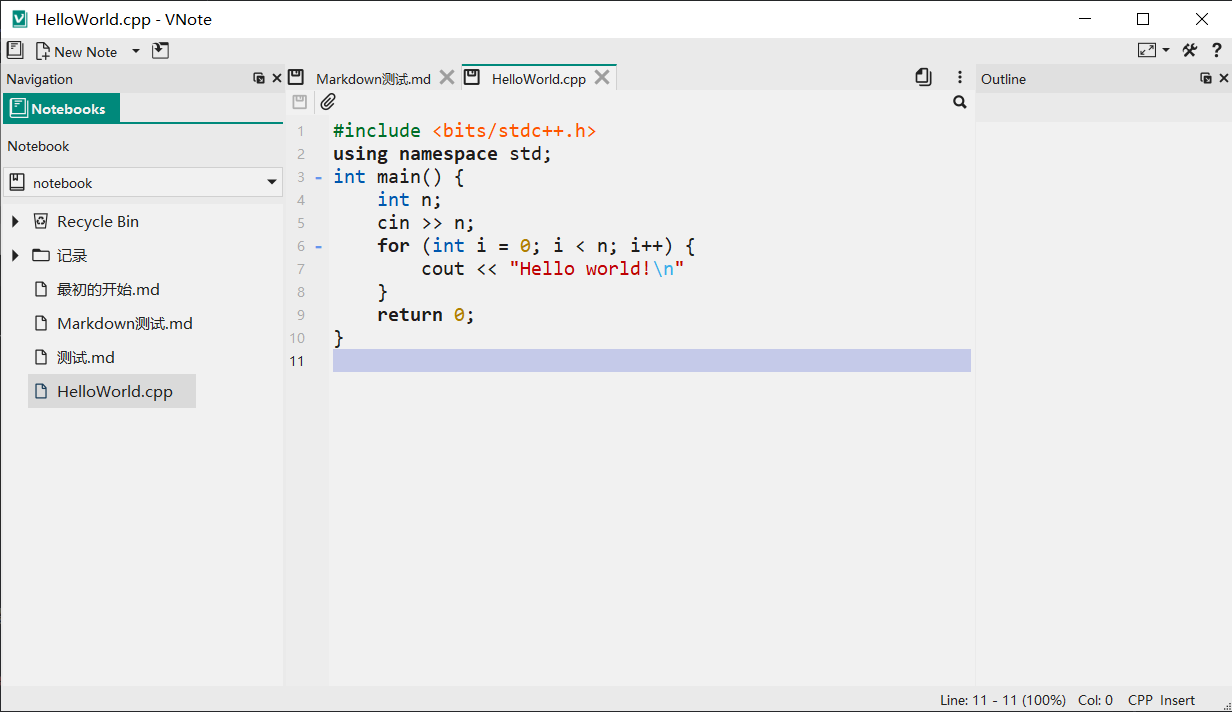 HelloWorld.cpp - VNote
New Note
Navigation
Notebooks
Notebook
notebook
Recycle Bin
记录
最初的开始.md
Markdown测试.md
测试.md
HelloWorld.cpp
Markdown测试.md
HelloWorld.cpp
1 #include <bits/stdc++.h>
2 using namespace std;
3 - int main() {
4     int n;
5     cin >> n;
6 -     for (int i = 0; i < n; i++) {
7         cout << "Hello world!\n"
8     }
9     return 0;
10 }
11
Outline
Line: 11 - 11 (100%) Col: 0 CPP Insert